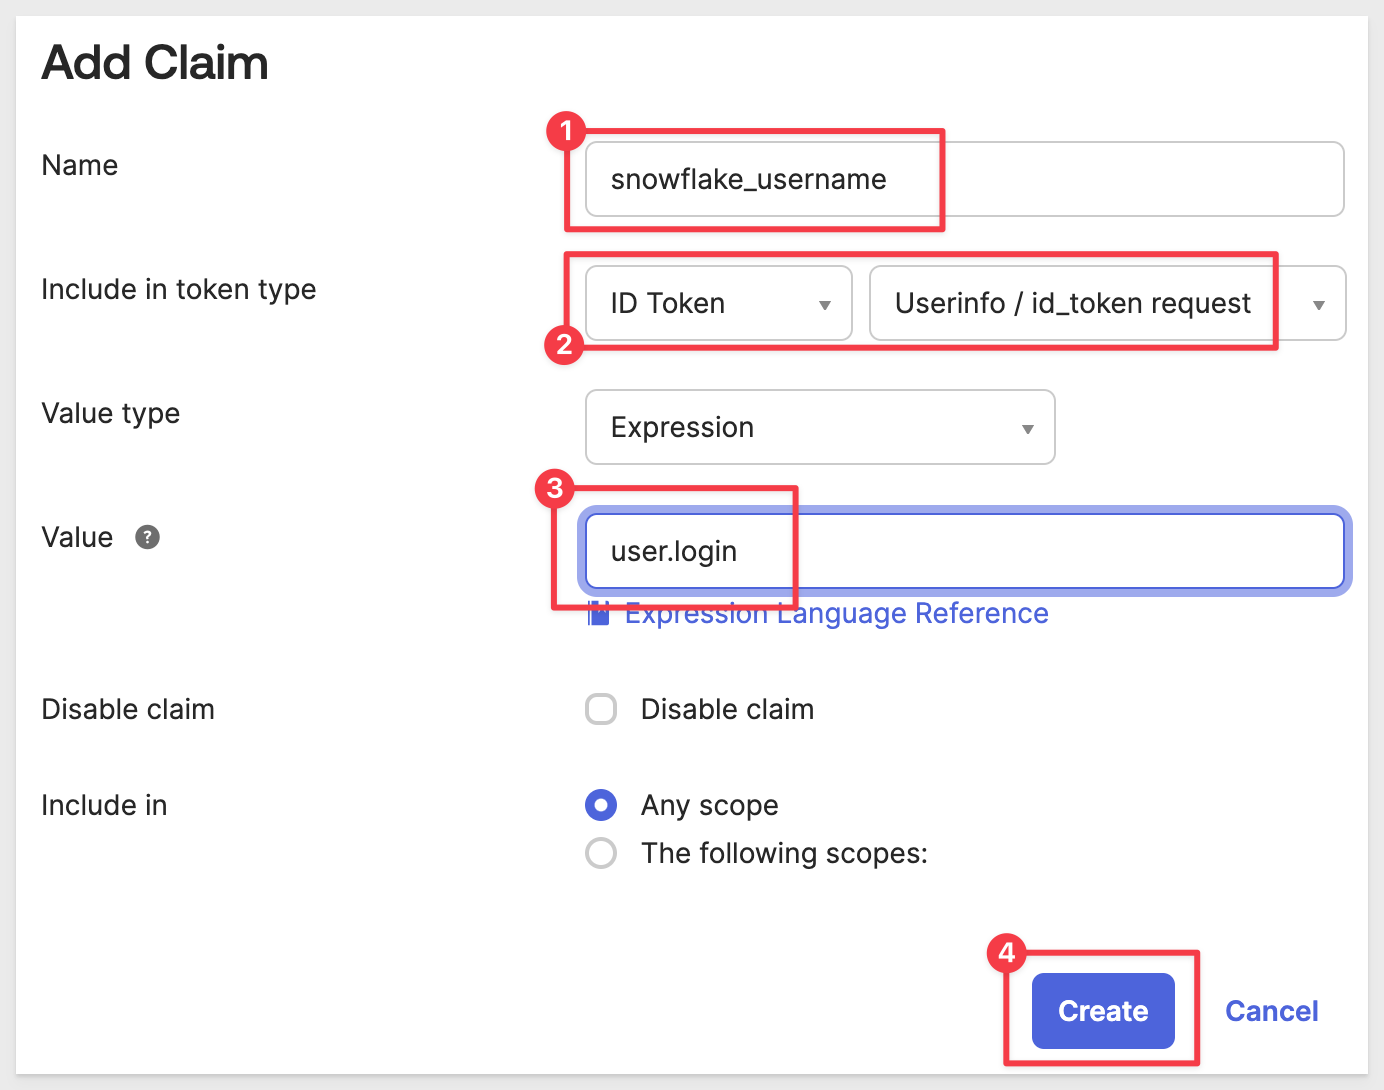 Add Claim
1
Name
snowflake_username
Include in token type
ID Token
Userinfo / id_token request
2
Value type
Expression
3
Value ?
user.login
Expression Language Reference
Disable claim
Disable claim
Include in
Any scope
The following scopes:
4
Create
Cancel